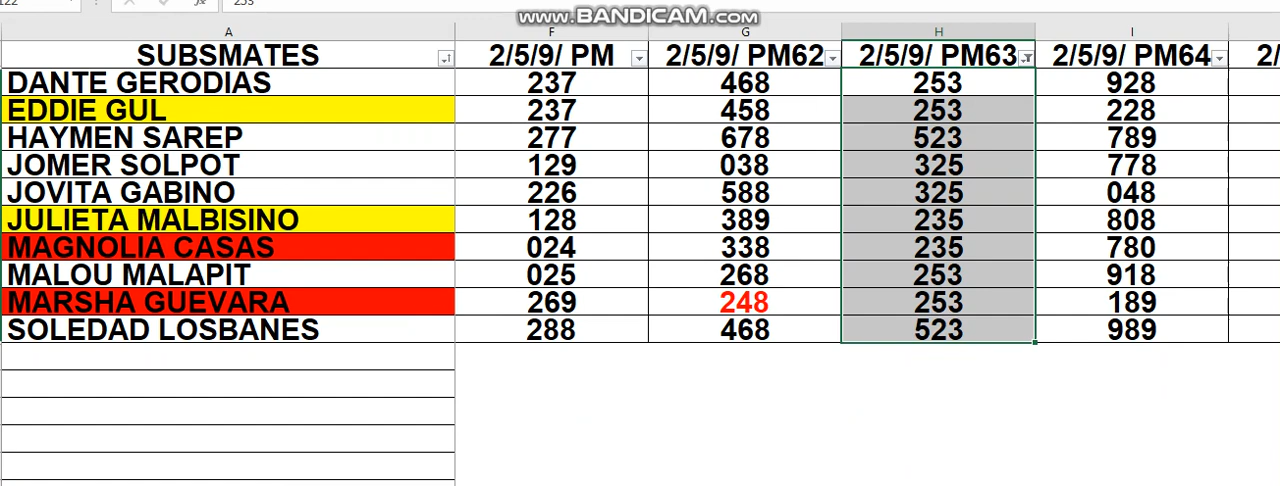 122 253
www.BANDICAM.com
A F G H I
SUBSMATES 2/5/9/ PM 2/5/9/ PM62 2/5/9/ PM63 2/5/9/ PM64 2/
DANTE GERODIAS 237 468 253 928
EDDIE GUL 237 458 253 228
HAYMEN SAREP 277 678 523 789
JOMER SOLPOT 129 038 325 778
JOVITA GABINO 226 588 325 048
JULIETA MALBISINO 128 389 235 808
MAGNOLIA CASAS 024 338 235 780
MALOU MALAPIT 025 268 253 918
MARSHA GUEVARA 269 248 253 189
SOLEDAD LOSBANES 288 468 523 989